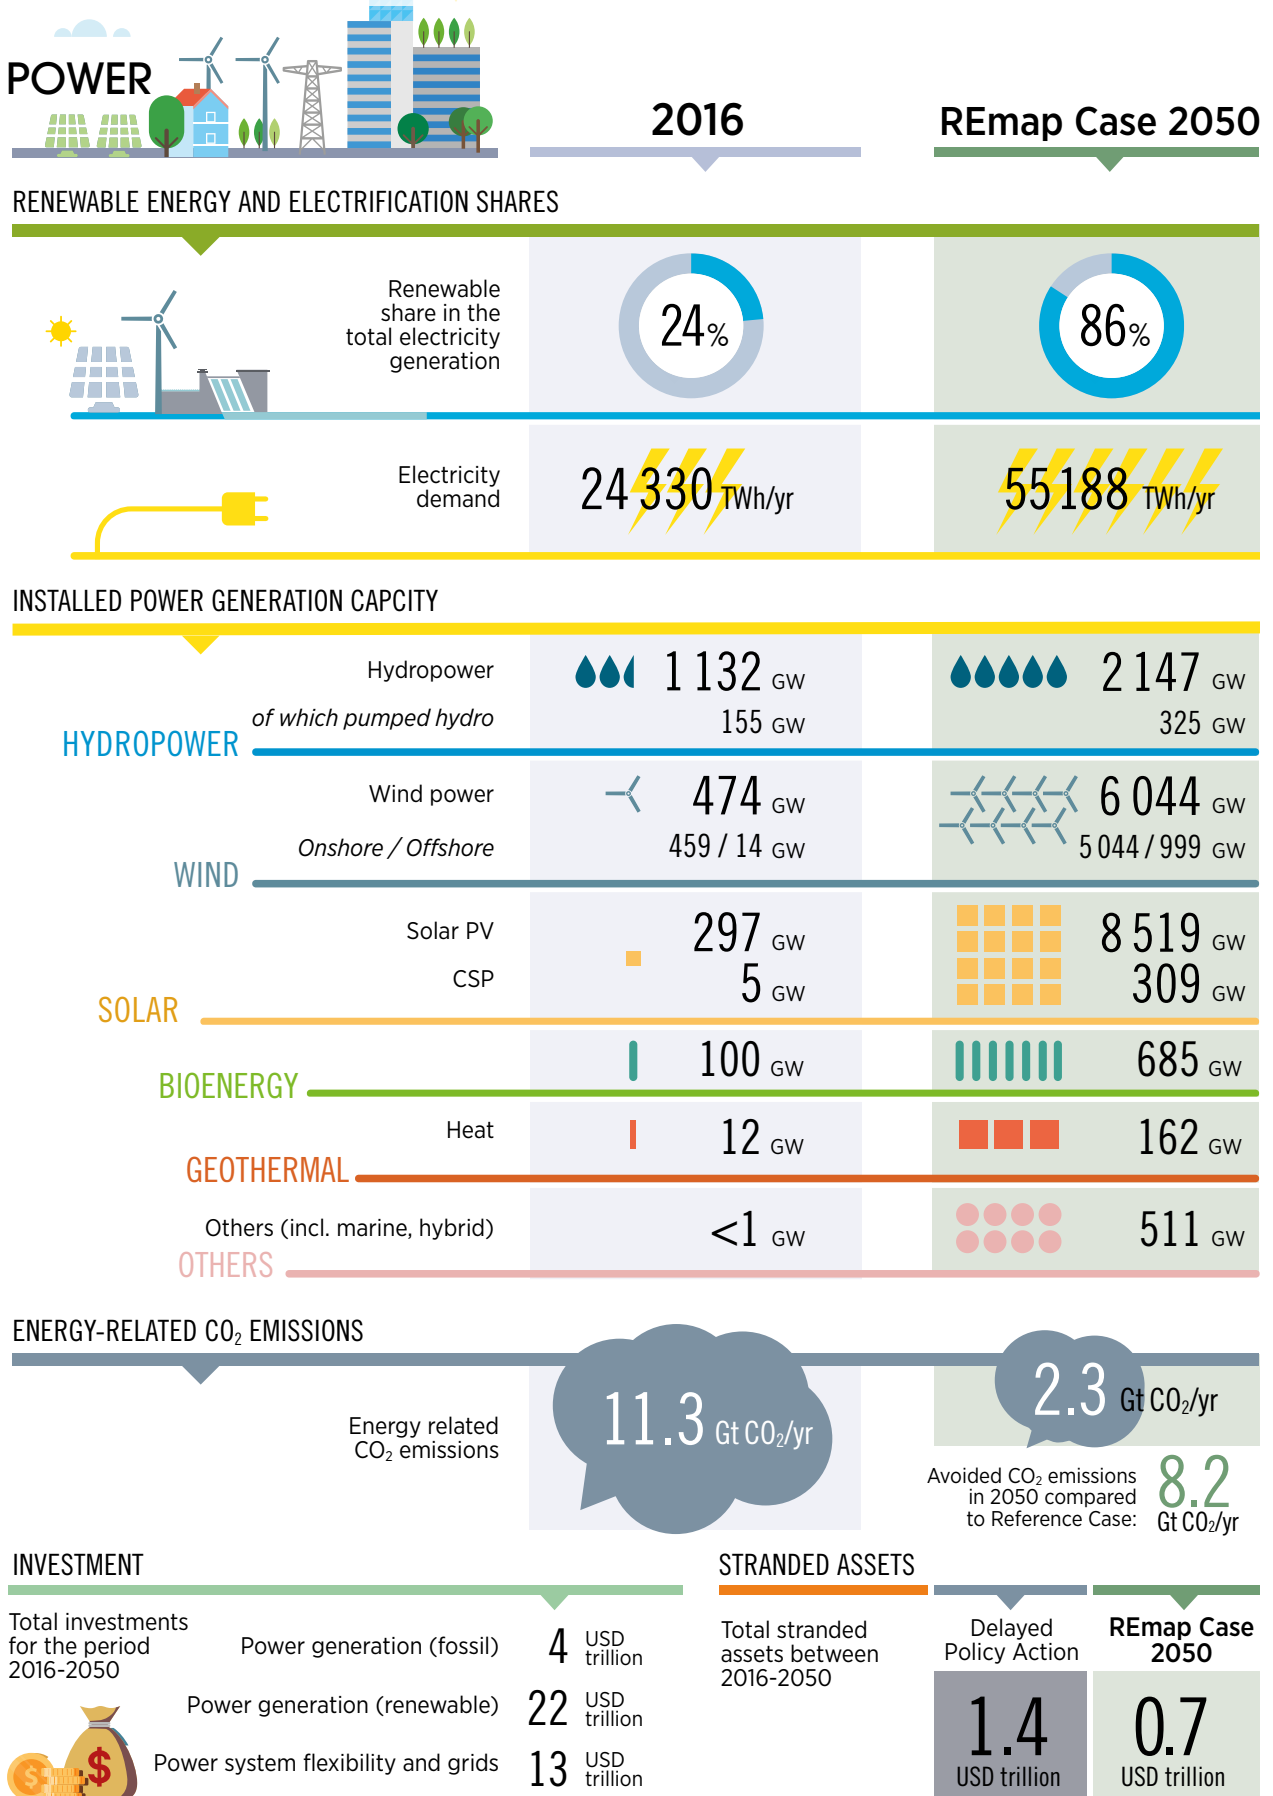 POWER
2016
REmap Case 2050
RENEWABLE ENERGY AND ELECTRIFICATION SHARES
Renewable
share in the
total electricity
generation
24%
86%
Electricity
demand
24 330 TWh/yr
55 188 TWh/yr
INSTALLED POWER GENERATION CAPCITY
Hydropower
1 132 GW
2 147 GW
of which pumped hydro
155 GW
325 GW
HYDROPOWER
Wind power
474 GW
6 044 GW
Onshore / Offshore
459 / 14 GW
5 044 / 999 GW
WIND
Solar PV
297 GW
8 519 GW
CSP
5 GW
309 GW
SOLAR
100 GW
685 GW
BIOENERGY
Heat
12 GW
162 GW
GEOTHERMAL
Others (incl. marine, hybrid)
<1 GW
511 GW
OTHERS
ENERGY-RELATED CO₂ EMISSIONS
Energy related
CO₂ emissions
11.3 Gt CO₂/yr
2.3 Gt CO₂/yr
Avoided CO₂ emissions
in 2050 compared
to Reference Case:
8.2
Gt CO₂/yr
INVESTMENT
Total investments
for the period
2016-2050
Power generation (fossil)
4 USD
trillion
Power generation (renewable)
22 USD
trillion
Power system flexibility and grids
13 USD
trillion
$
$
STRANDED ASSETS
Total stranded
assets between
2016-2050
Delayed
Policy Action
1.4
USD trillion
REmap Case
2050
0.7
USD trillion